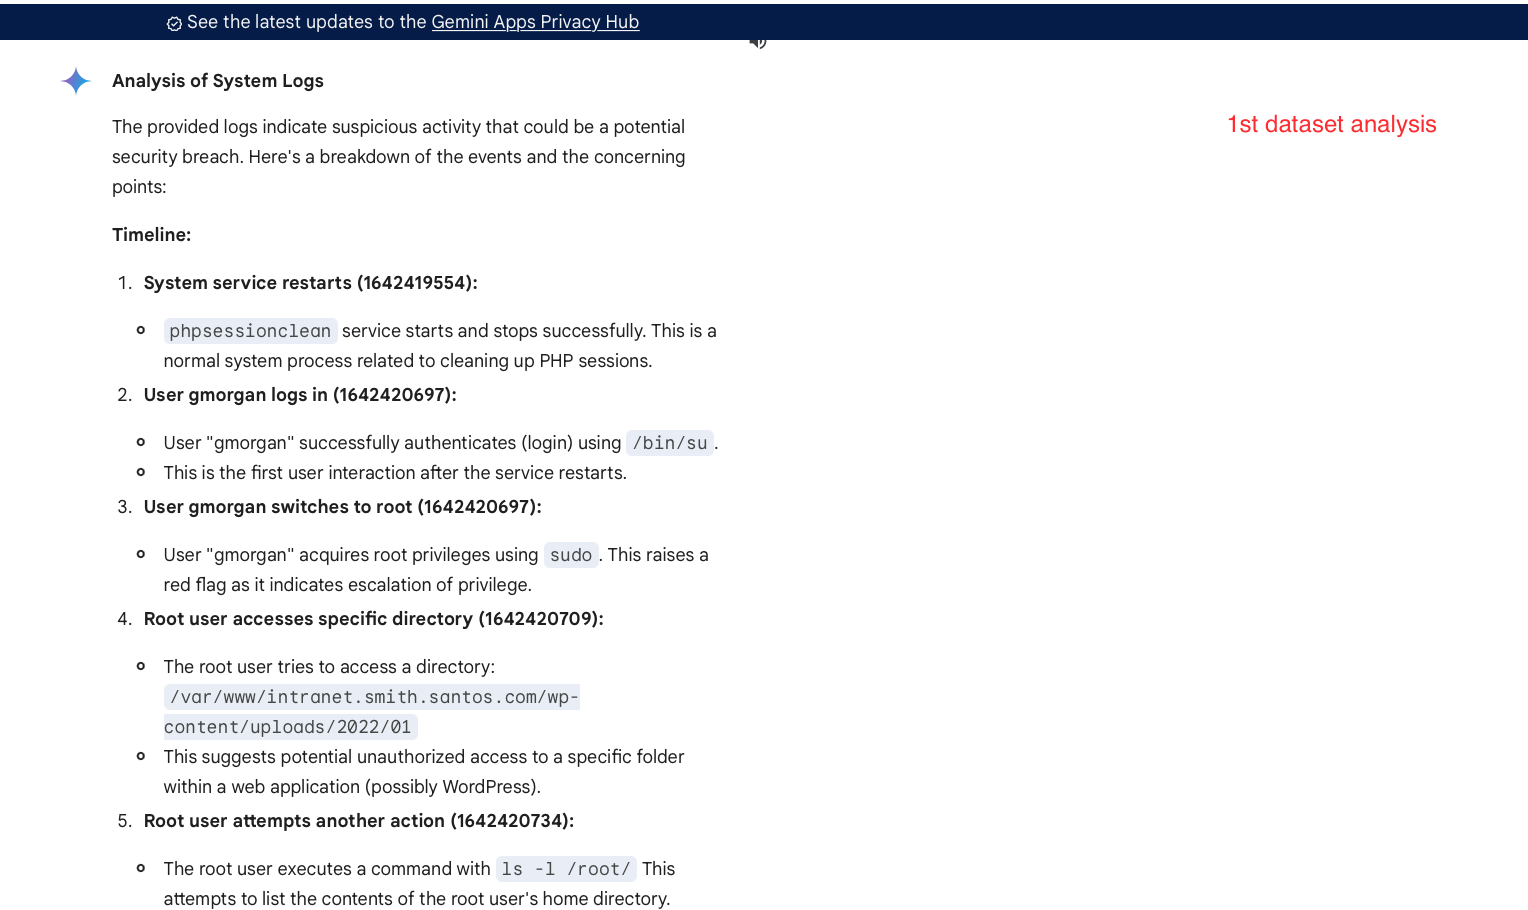 See the latest updates to the Gemini Apps Privacy Hub
Analysis of System Logs
1st dataset analysis
The provided logs indicate suspicious activity that could be a potential
security breach. Here's a breakdown of the events and the concerning
points:
Timeline:
1. System service restarts (1642419554):
phpsessionclean service starts and stops successfully. This is a
normal system process related to cleaning up PHP sessions.
2. User gmorgan logs in (1642420697):
User "gmorgan" successfully authenticates (login) using /bin/su.
This is the first user interaction after the service restarts.
3. User gmorgan switches to root (1642420697):
User "gmorgan" acquires root privileges using sudo. This raises a
red flag as it indicates escalation of privilege.
4. Root user accesses specific directory (1642420709):
The root user tries to access a directory:
/var/www/intranet.smith.santos.com/wp-
content/uploads/2022/01
This suggests potential unauthorized access to a specific folder
within a web application (possibly WordPress).
5. Root user attempts another action (1642420734):
The root user executes a command with ls -l /root/ This
attempts to list the contents of the root user's home directory.